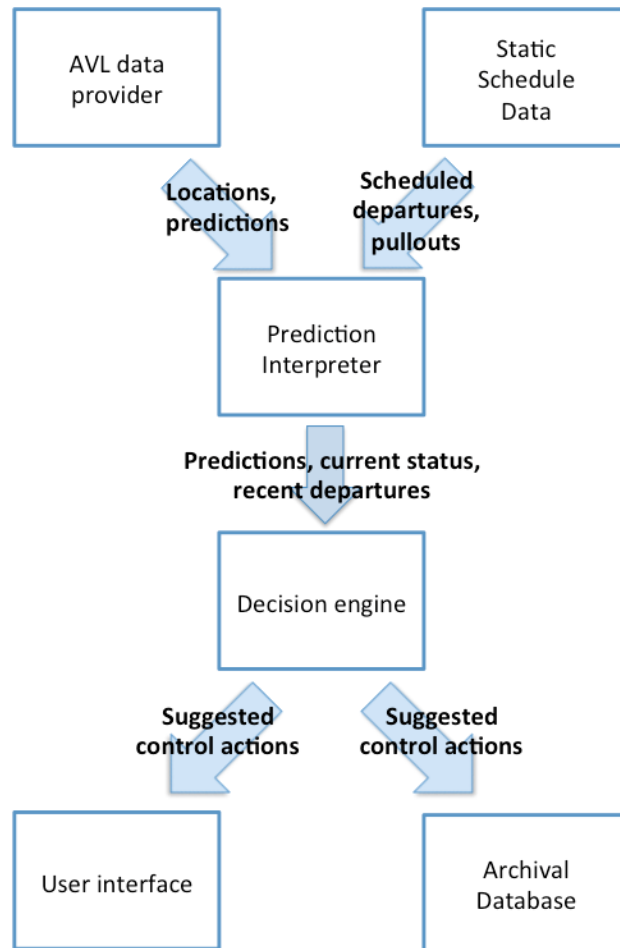 AVL data
provider
Static
Schedule
Data
Locations,
predictions
Scheduled
departures,
pullouts
Prediction
Interpreter
Predictions, current status,
recent departures
Decision engine
Suggested
control actions
Suggested
control actions
User interface
Archival
Database